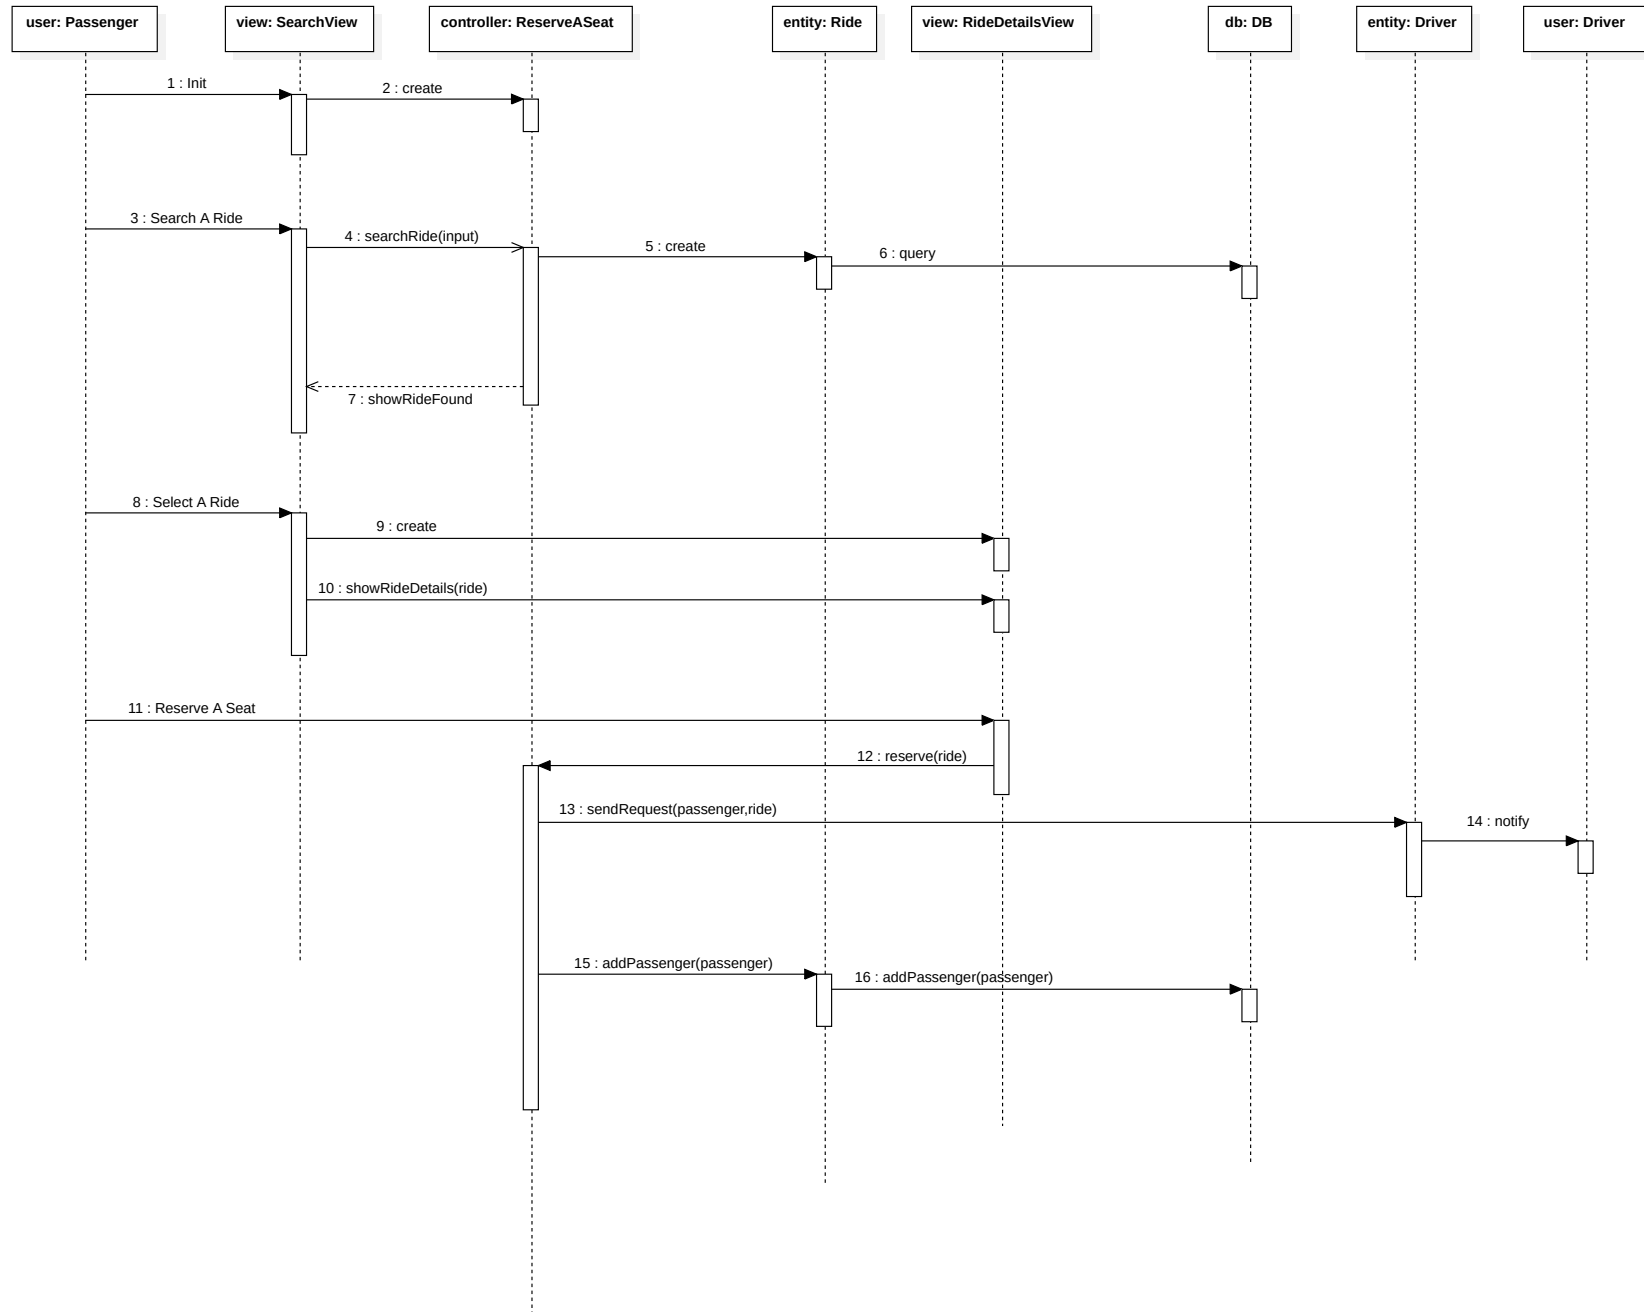 user: Passenger
view: SearchView
controller: ReserveASeat
entity: Ride
view: RideDetailsView
db: DB
entity: Driver
user: Driver
1 : Init
2 : create
3 : Search A Ride
4 : searchRide(input)
5 : create
6 : query
7 : showRideFound
8 : Select A Ride
9 : create
10 : showRideDetails(ride)
11 : Reserve A Seat
12 : reserve(ride)
13 : sendRequest(passenger,ride)
14 : notify
15 : addPassenger(passenger)
16 : addPassenger(passenger)